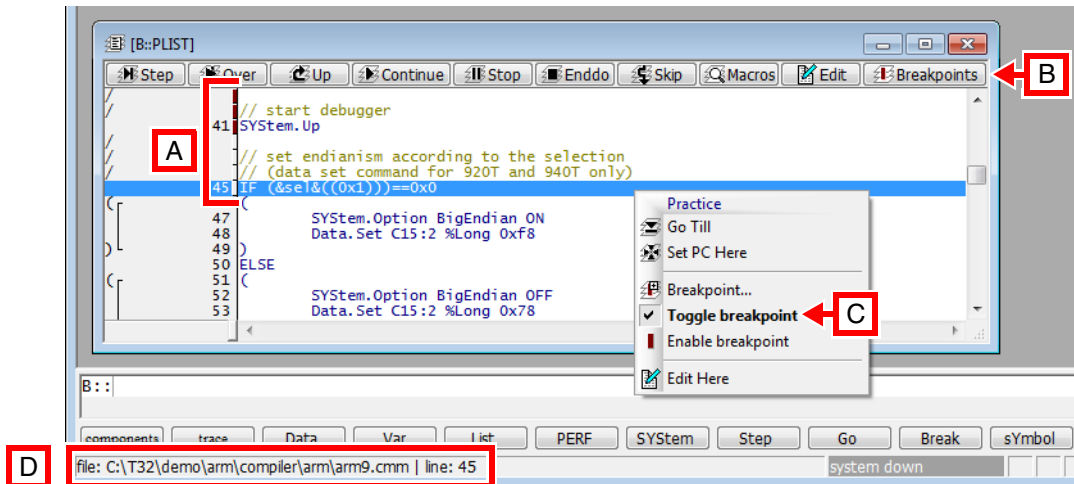 [B::PLIST]
Step Over Up Continue Stop Enddo Skip Macros Edit Breakpoints
B
/
/ // start debugger
41 SYStem.Up
/
/ // set endianism according to the selection
/ // (data set command for 920T and 940T only)
A
45 IF (&sel&((0x1)))==0x0
( (
47 SYStem.Option BigEndian ON
48 Data.Set C15:2 %Long 0xf8
) 49 )
50 ELSE
( 51 (
52 SYStem.Option BigEndian OFF
53 Data.Set C15:2 %Long 0x78
Practice
Go Till
Set PC Here
Breakpoint...
Toggle breakpoint
C
Enable breakpoint
Edit Here
B::
components trace Data Var List PERF SYStem Step Go Break sYmbol
D
file: C:\T32\demo\arm\compiler\arm\arm9.cmm | line: 45
system down